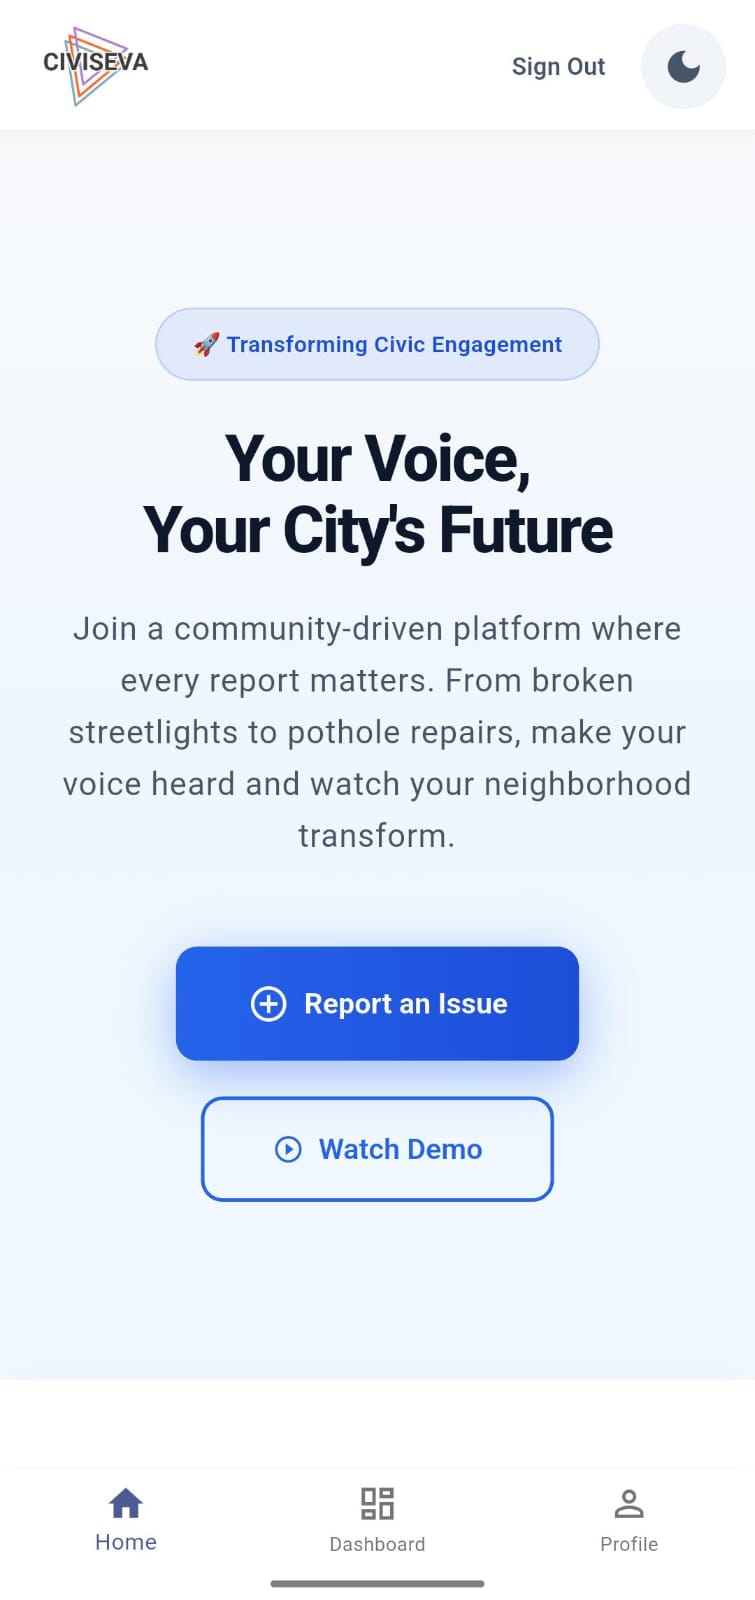 CIVISEVA
Sign Out
🚀 Transforming Civic Engagement
Your Voice,
Your City's Future
Join a community-driven platform where
every report matters. From broken
streetlights to pothole repairs, make your
voice heard and watch your neighborhood
transform.
Report an Issue
Watch Demo
Home
Dashboard
Profile